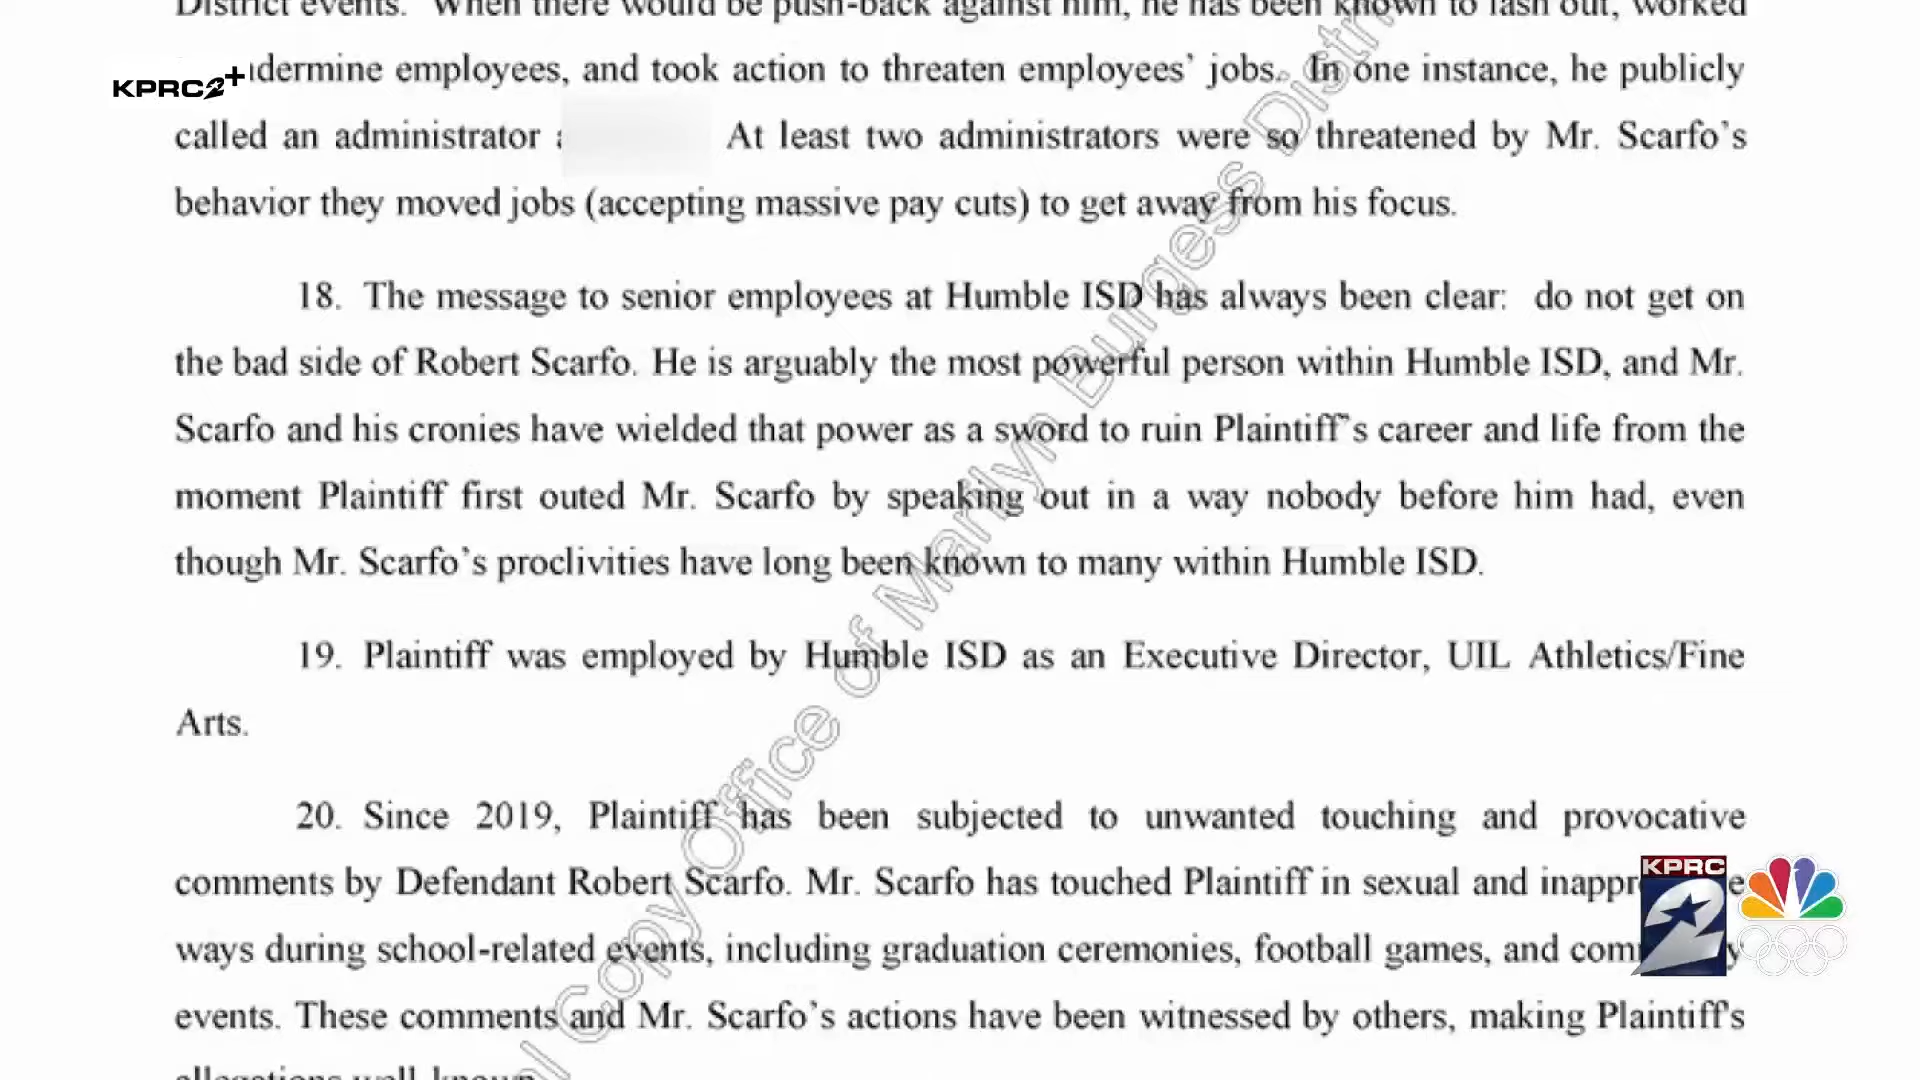 District events. When there would be push-back against him, he has been known to lash out, worked
dermine employees, and took action to threaten employees' jobs. In one instance, he publicly
called an administrator At least two administrators were so threatened by Mr. Scarfo's
behavior they moved jobs (accepting massive pay cuts) to get away from his focus.
18. The message to senior employees at Humble ISD has always been clear: do not get on
the bad side of Robert Scarfo. He is arguably the most powerful person within Humble ISD, and Mr.
Scarfo and his cronies have wielded that power as a sword to ruin Plaintiff's career and life from the
moment Plaintiff first outed Mr. Scarfo by speaking out in a way nobody before him had, even
though Mr. Scarfo's proclivities have long been known to many within Humble ISD.
19. Plaintiff was employed by Humble ISD as an Executive Director, UIL Athletics/Fine
Arts.
20. Since 2019, Plaintiff has been subjected to unwanted touching and provocative
comments by Defendant Robert Scarfo. Mr. Scarfo has touched Plaintiff in sexual and inappr e
ways during school-related events, including graduation ceremonies, football games, and com y
events. These comments and Mr. Scarfo's actions have been witnessed by others, making Plaintiff's
allegations well-known
KPRC2+
Copy Office of Marilyn Burgess Distri
KPRC
2